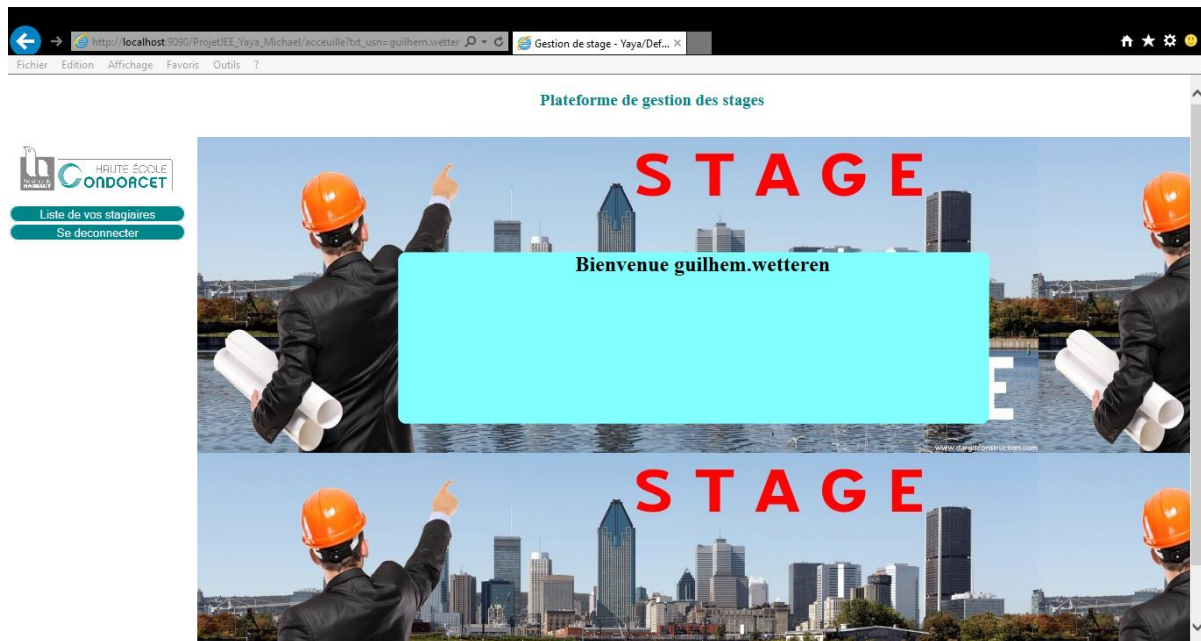 http://localhost:9090/ProjetJEE_Yaya_Michael/acceuille?txt_usn=guilhem.wetter
Gestion de stage - Yaya/Def...
Fichier Edition Affichage Favoris Outils ?
Plateforme de gestion des stages
HAUTE ÉCOLE
CONDORCET
HAINAUT
Liste de vos stagiaires
Se deconnecter
STAGE
Bienvenue guilhem.wetteren
E
www.dargitconstruction.com
STAGE